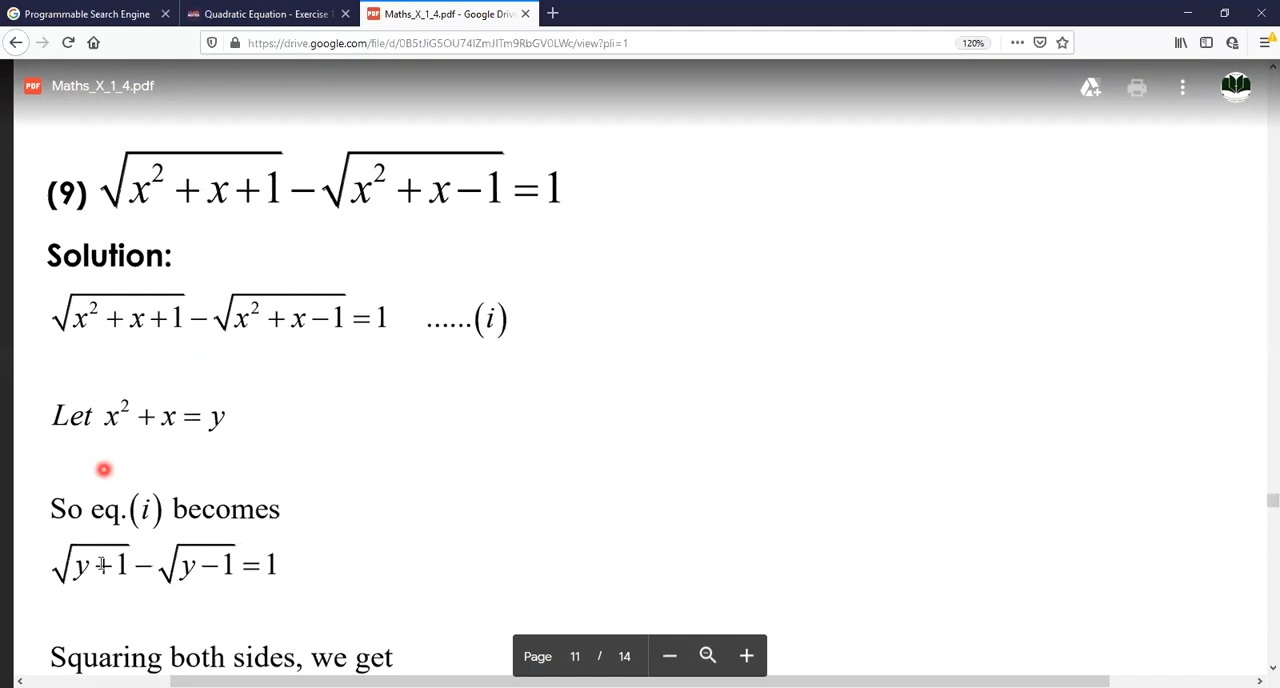 Programmable Search Engine
Quadratic Equation - Exercise
Maths_X_1_4.pdf - Google Drive
https://drive.google.com/file/d/0B5tJiG5OU74lZmJlTm9RbGV0LWc/view?pli=1
120%
PDF Maths_X_1_4.pdf
(9) √(x² + x + 1) − √(x² + x − 1) = 1
Solution:
√(x² + x + 1) − √(x² + x − 1) = 1 ......(i)
Let x² + x = y
So eq.(i) becomes
√(y + 1) − √(y − 1) = 1
Squaring both sides, we get
Page 11 / 14